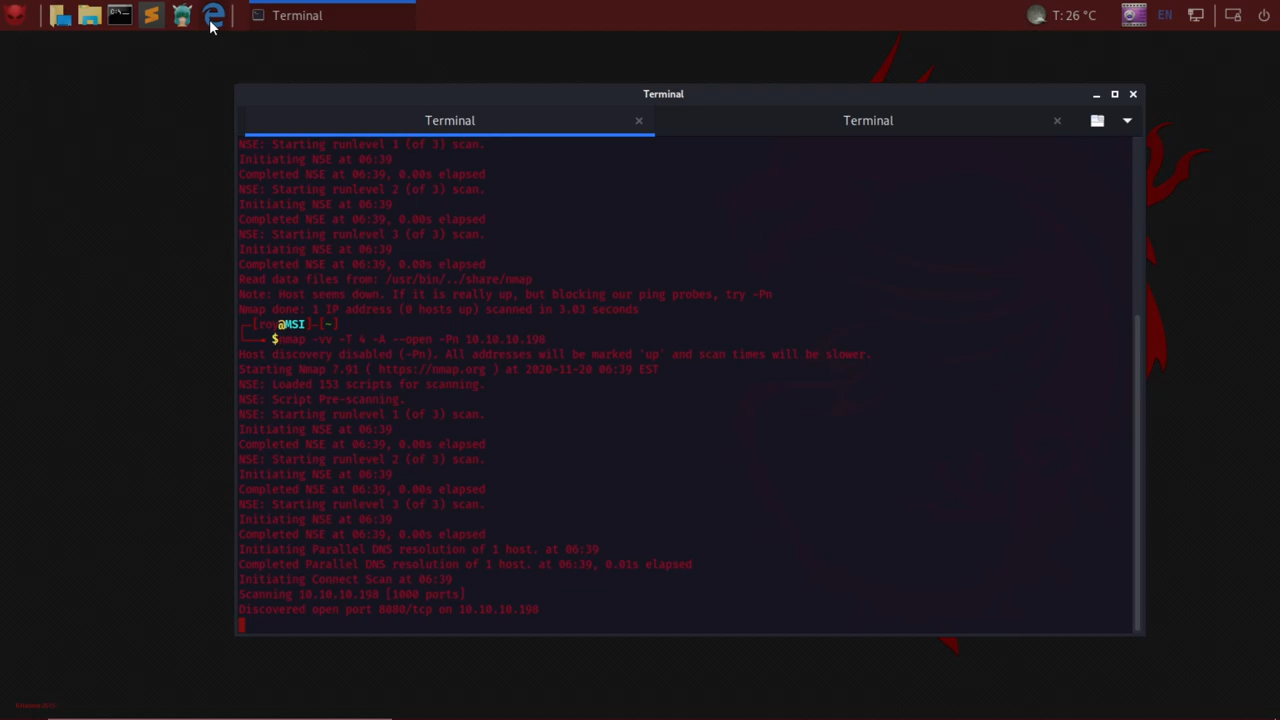 Terminal
T: 26 °C
EN
Terminal
Terminal
Terminal
NSE: Starting runlevel 1 (of 3) scan.
Initiating NSE at 06:39
Completed NSE at 06:39, 0.00s elapsed
NSE: Starting runlevel 2 (of 3) scan.
Initiating NSE at 06:39
Completed NSE at 06:39, 0.00s elapsed
NSE: Starting runlevel 3 (of 3) scan.
Initiating NSE at 06:39
Completed NSE at 06:39, 0.00s elapsed
Read data files from: /usr/bin/../share/nmap
Note: Host seems down. If it is really up, but blocking our ping probes, try -Pn
Nmap done: 1 IP address (0 hosts up) scanned in 3.03 seconds
[roy@MSI]-[~]
$nmap -vv -T 4 -A --open -Pn 10.10.10.198
Host discovery disabled (-Pn). All addresses will be marked 'up' and scan times will be slower.
Starting Nmap 7.91 ( https://nmap.org ) at 2020-11-20 06:39 EST
NSE: Loaded 153 scripts for scanning.
NSE: Script Pre-scanning.
NSE: Starting runlevel 1 (of 3) scan.
Initiating NSE at 06:39
Completed NSE at 06:39, 0.00s elapsed
NSE: Starting runlevel 2 (of 3) scan.
Initiating NSE at 06:39
Completed NSE at 06:39, 0.00s elapsed
NSE: Starting runlevel 3 (of 3) scan.
Initiating NSE at 06:39
Completed NSE at 06:39, 0.00s elapsed
Initiating Parallel DNS resolution of 1 host. at 06:39
Completed Parallel DNS resolution of 1 host. at 06:39, 0.01s elapsed
Initiating Connect Scan at 06:39
Scanning 10.10.10.198 [1000 ports]
Discovered open port 8080/tcp on 10.10.10.198